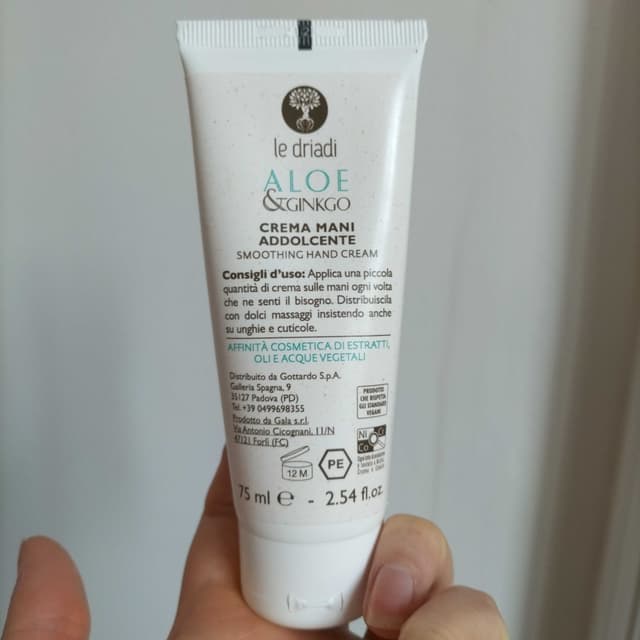 le driadi
ALOE
& GINKGO
CREMA MANI
ADDOLCENTE
SMOOTHING HAND CREAM
Consigli d'uso: Applica una piccola
quantità di crema sulle mani ogni volta
che ne senti il bisogno. Distribuiscila
con dolci massaggi insistendo anche
su unghie e cuticole.
AFFINITÀ COSMETICA DI ESTRATTI,
OLI E ACQUE VEGETALI
Distribuito da Gottardo S.p.A.
Galleria Spagna, 9
35127 Padova (PD)
Tel. +39 0499698355
Prodotto da Gala s.r.l.
Via Antonio Cicognani, 11/N
47121 Forlì (FC)
PRODOTTO
CHE RISPETTA
GLI STANDARD
VEGANI
NI
CO
CO
12 M
PE
75 ml e - 2.54 fl.oz.